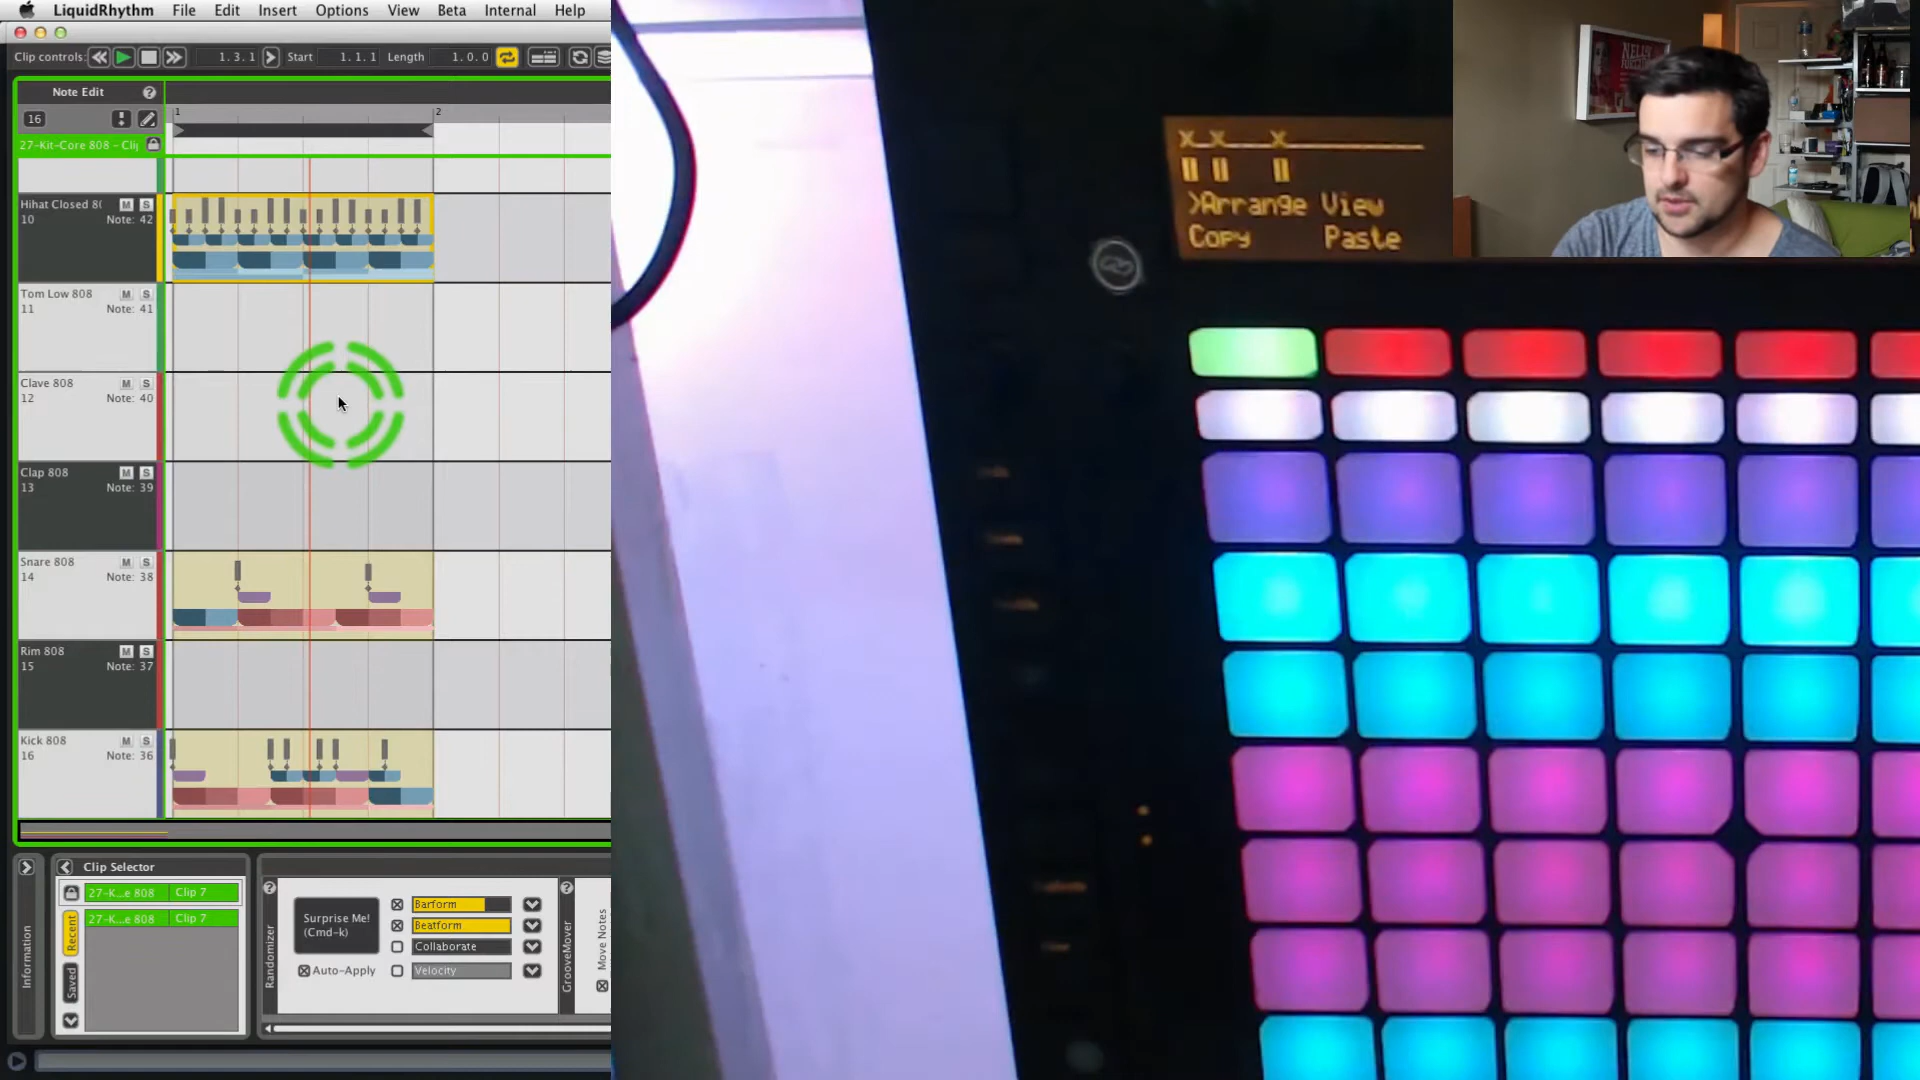 LiquidRhythm File Edit Insert Options View Beta Internal Help
Clip controls: 1. 3. 1 Start 1. 1. 1 Length 1. 0. 0
Note Edit ?
16
1 2
27-Kit-Core 808 - Cli
Hihat Closed 80 M S
10 Note: 42
Tom Low 808 M S
11 Note: 41
Clave 808 M S
12 Note: 40
Clap 808 M S
13 Note: 39
Snare 808 M S
14 Note: 38
Rim 808 M S
15 Note: 37
Kick 808 M S
16 Note: 36
Information
Clip Selector
Recent
Saved
27-K...e 808 Clip 7
27-K...e 808 Clip 7
Randomizer
Surprise Me!
(Cmd-k)
Auto-Apply
Barform
Beatform
Collaborate
Velocity
GrooveMover
Move Notes
x x x
>Arrange View
Copy Paste
NELLY